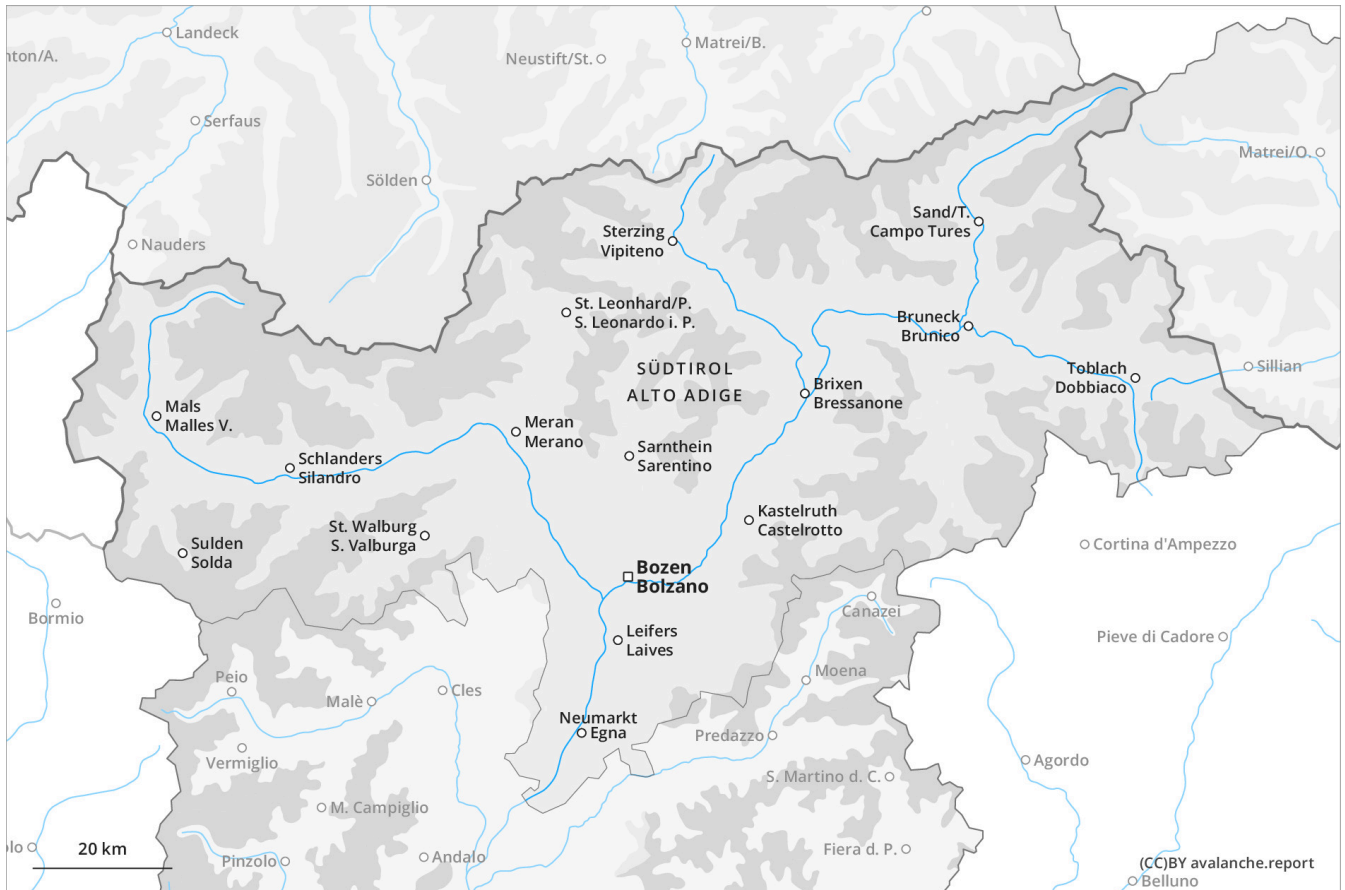 Landeck
Matrei/B.
nton/A.
Neustift/St.
Serfaus
Matrei/O.
Sölden
Sand/T.
Campo Tures
Nauders
Sterzing
Vipiteno
St. Leonhard/P.
S. Leonardo i. P.
Bruneck
Brunico
SÜDTIROL
ALTO ADIGE
Toblach
Dobbiaco
Sillian
Brixen
Bressanone
Mals
Malles V.
Meran
Merano
Schlanders
Silandro
Sarnthein
Sarentino
St. Walburg
S. Valburga
Kastelruth
Castelrotto
Sulden
Solda
Cortina d'Ampezzo
Bozen
Bolzano
Bormio
Canazei
Leifers
Laives
Pieve di Cadore
Peio
Moena
Malè
Cles
Neumarkt
Egna
Predazzo
Vermiglio
Agordo
S. Martino d. C.
M. Campiglio
olo
20 km
Pinzolo
Andalo
Fiera d. P.
(CC)BY avalanche.report
Belluno